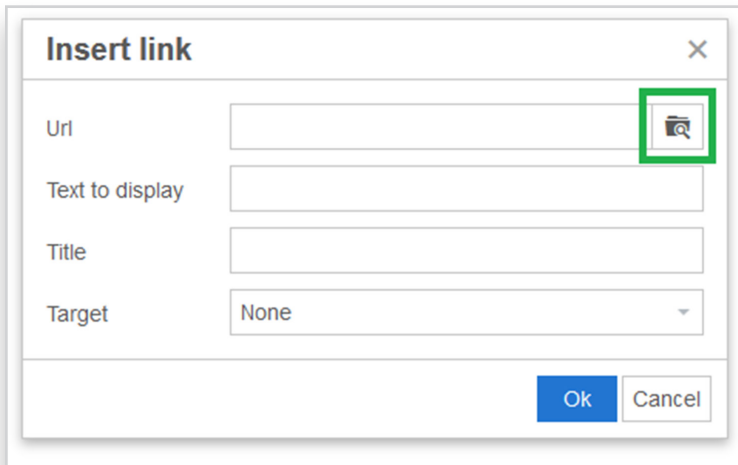 Insert link
Url
Text to display
Title
Target None
Ok Cancel